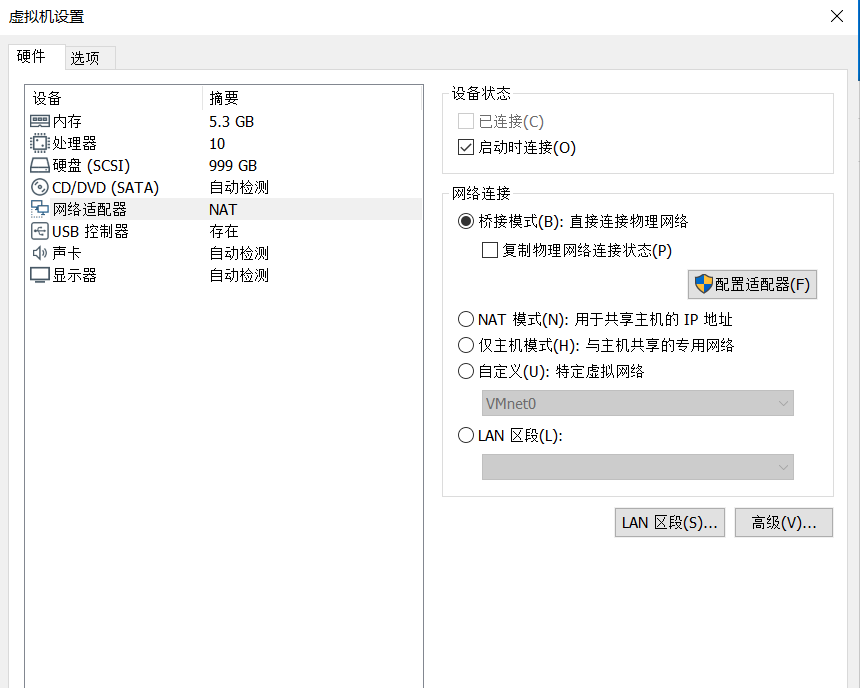 虚拟机设置
硬件 选项
设备 摘要
内存 5.3 GB
处理器 10
硬盘 (SCSI) 999 GB
CD/DVD (SATA) 自动检测
网络适配器 NAT
USB 控制器 存在
声卡 自动检测
显示器 自动检测
设备状态
已连接(C)
启动时连接(O)
网络连接
桥接模式(B): 直接连接物理网络
复制物理网络连接状态(P)
配置适配器(F)
NAT 模式(N): 用于共享主机的 IP 地址
仅主机模式(H): 与主机共享的专用网络
自定义(U): 特定虚拟网络
VMnet0
LAN 区段(L):
LAN 区段(S)... 高级(V)...